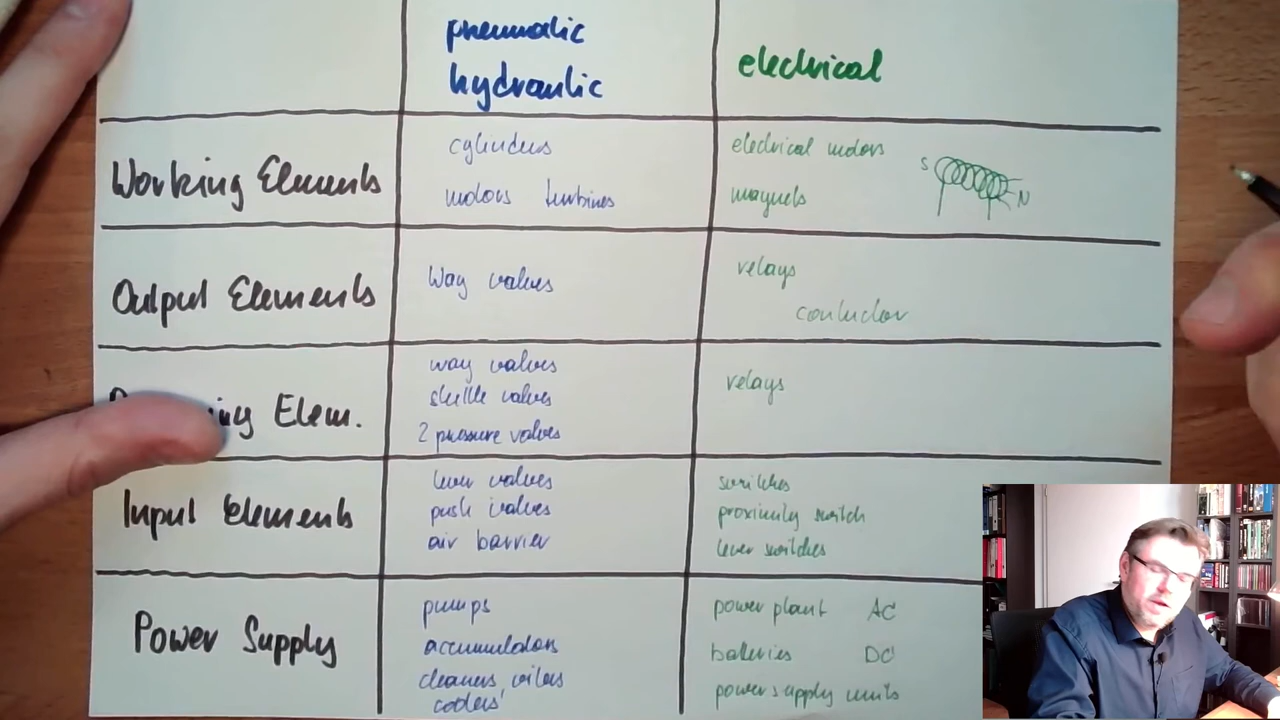 pneumatic
hydraulic
electrical
Working Elements
cylinders
motors turbines
electrical motors
magnets
S
N
Output Elements
Way valves
relays
contactor
ing Elem.
way valves
shuttle valves
2 pressure valves
relays
Input Elements
lever valves
push valves
air barrier
switches
proximity switch
lever switches
Power Supply
pumps
accumulators
cleaners, oilers
coolers
power plant AC
batteries DC
power supply units